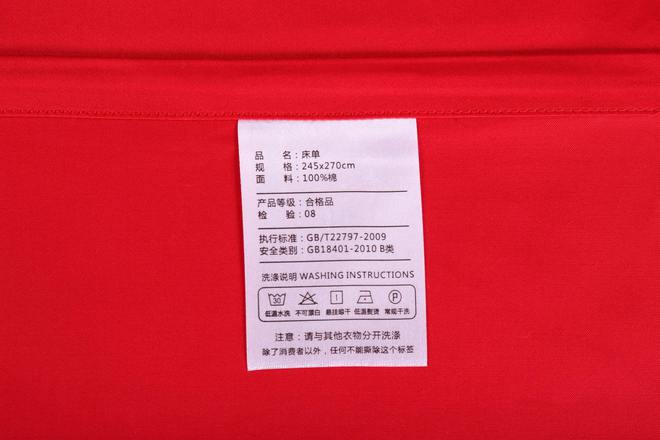 品 名：床单
规 格：245x270cm
面 料：100%棉
产品等级：合格品
检 验：08
执行标准：GB/T22797-2009
安全类别：GB18401-2010 B类
洗涤说明 WASHING INSTRUCTIONS
30 P
低温水洗 不可漂白 悬挂晾干 低温熨烫 常规干洗
注意：请与其他衣物分开洗涤
除了消费者以外，任何不能撕除这个标签